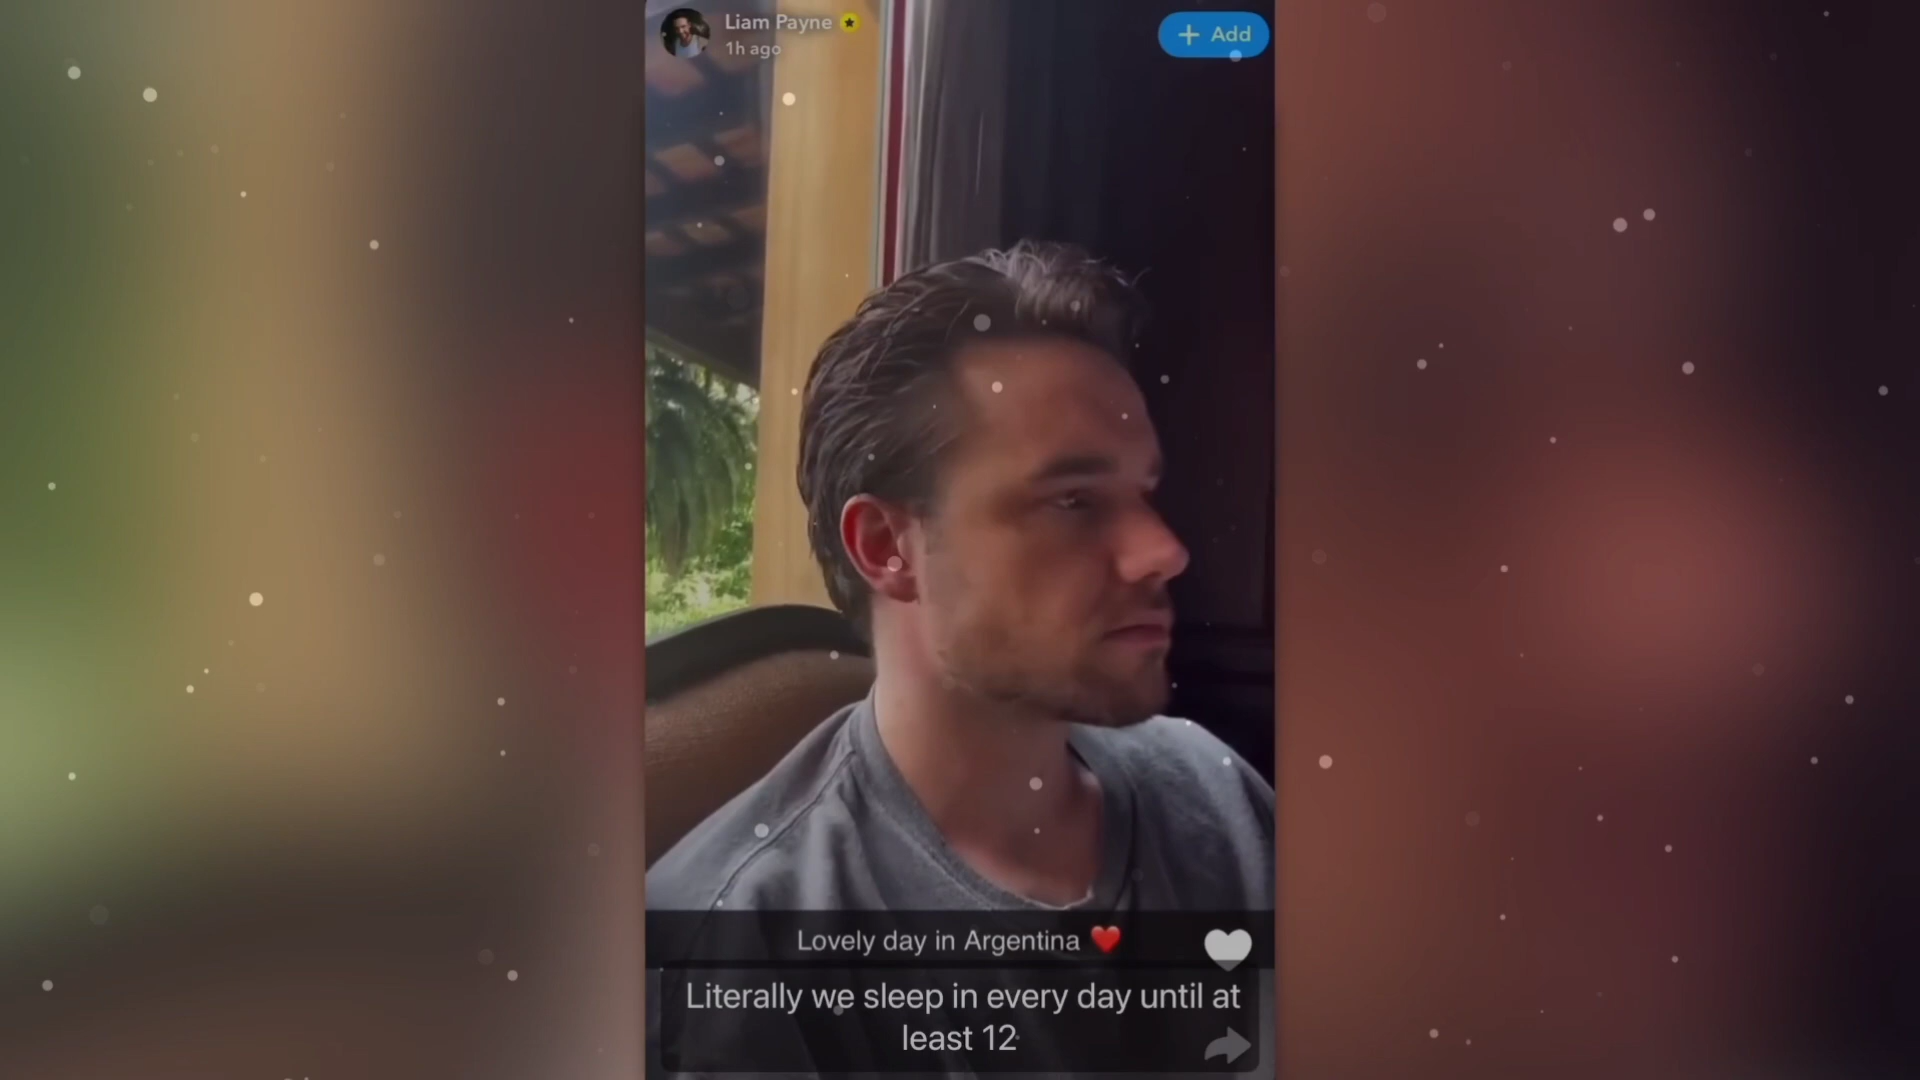 Liam Payne
1h ago
Add
Lovely day in Argentina ❤️
Literally we sleep in every day until at
least 12